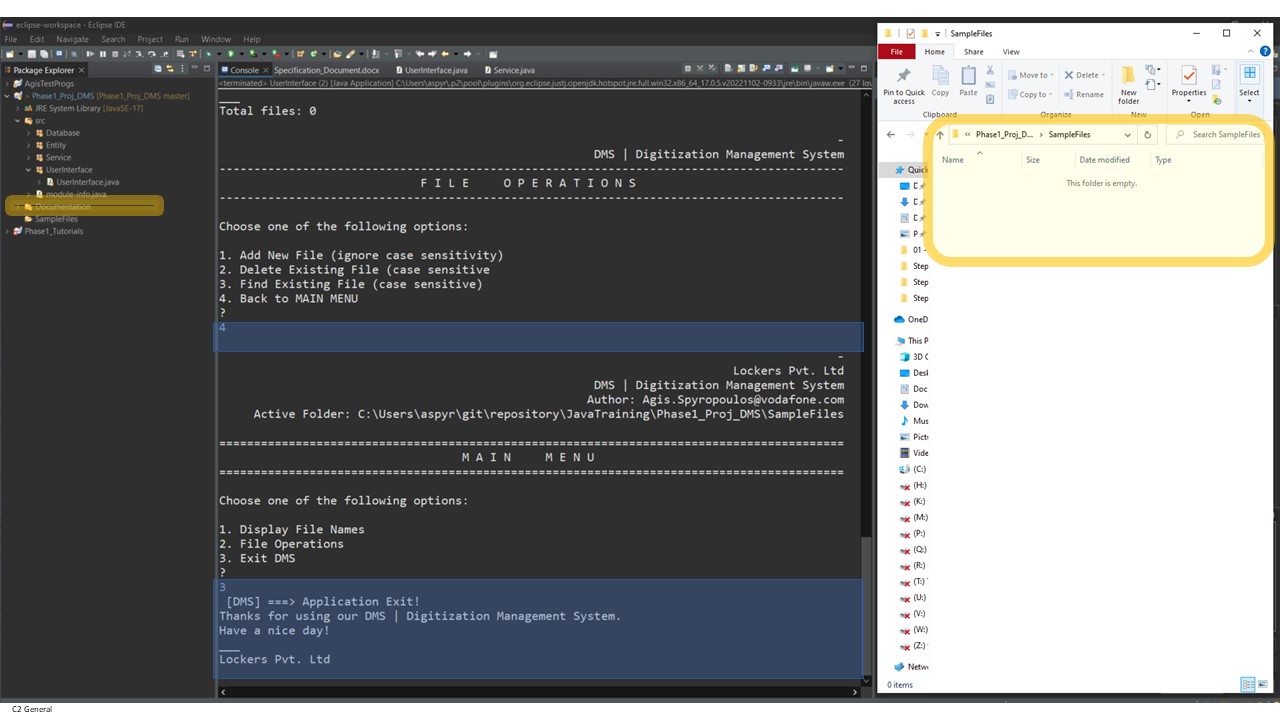 eclipse-workspace - Eclipse IDE
File Edit Navigate Search Project Run Window Help
Package Explorer
AgisTestProgs
Phase1_Proj_DMS [Phase1_Proj_DMS master]
JRE System Library [JavaSE-17]
src
Database
Entity
Service
UserInterface
UserInterface.java
module-info.java
Documentation
SampleFiles
Phase1_Tutorials
Console Specification_Document.docx UserInterface.java Service.java
<terminated> UserInterface (2) [Java Application] C:\Users\aspyr\.p2\pool\plugins\org.eclipse.justj.openjdk.hotspot.jre.full.win32.x86_64_17.0.5.v20221102-0933\jre\bin\javaw.exe (27
___
Total files: 0
-
DMS | Digitization Management System
FILE OPERATIONS
Choose one of the following options:
1. Add New File (ignore case sensitivity)
2. Delete Existing File (case sensitive
3. Find Existing File (case sensitive)
4. Back to MAIN MENU
?
4
-
Lockers Pvt. Ltd
DMS | Digitization Management System
Author: Agis.Spyropoulos@vodafone.com
Active Folder: C:\Users\aspyr\git\repository\JavaTraining\Phase1_Proj_DMS\SampleFiles
MAIN MENU
Choose one of the following options:
1. Display File Names
2. File Operations
3. Exit DMS
?
3
[DMS] ===> Application Exit!
Thanks for using our DMS | Digitization Management System.
Have a nice day!
___
Lockers Pvt. Ltd
SampleFiles
File Home Share View
Pin to Quick access
Copy
Paste
Clipboard
Move to
Copy to
Delete
Rename
Organize
New folder
New
Properties
Open
Select
« Phase1_Proj_D... › SampleFiles
Search SampleFiles
Name Size Date modified Type
This folder is empty.
Quick
D
D
D
P
01 -
Step
Step
Step
OneD
This P
3D O
Desk
Doc
Dow
Mus
Pict
Vide
(C:)
(H:)
(K:)
(M:)
(P:)
(Q:)
(R:)
(T:)
(U:)
(V:)
(W:)
(Z:)
Netw
0 items
C2 General